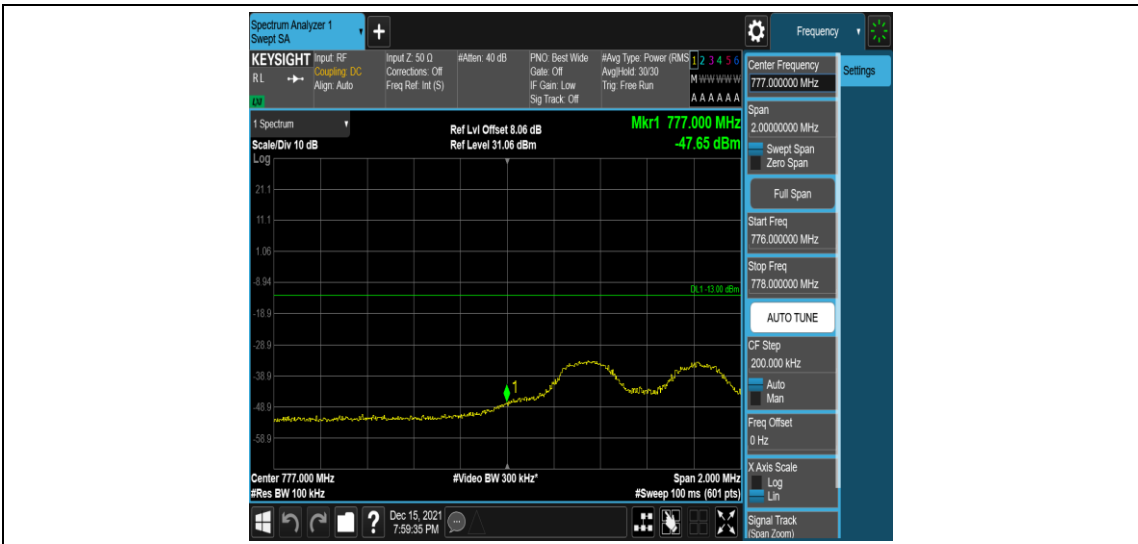 Spectrum Analyzer 1
Swept SA
+
Frequency
KEYSIGHT
RL
LXI
Input: RF
Coupling: DC
Align: Auto
Input Z: 50 Ω
Corrections: Off
Freq Ref: Int (S)
#Atten: 40 dB
PNO: Best Wide
Gate: Off
IF Gain: Low
Sig Track: Off
#Avg Type: Power (RMS
Avg|Hold: 30/30
Trig: Free Run
1 2 3 4 5 6
M W W W W W
A A A A A A
1 Spectrum
Scale/Div 10 dB
Log
Ref Lvl Offset 8.06 dB
Ref Level 31.06 dBm
Mkr1 777.000 MHz
-47.65 dBm
21.1
11.1
1.06
-8.94
-18.9
-28.9
-38.9
-48.9
-58.9
DL1 -13.00 dBm
1
Center 777.000 MHz
#Res BW 100 kHz
#Video BW 300 kHz*
Span 2.000 MHz
#Sweep 100 ms (601 pts)
?
Dec 15, 2021
7:59:35 PM
Center Frequency
777.000000 MHz
Settings
Span
2.00000000 MHz
Swept Span
Zero Span
Full Span
Start Freq
776.000000 MHz
Stop Freq
778.000000 MHz
AUTO TUNE
CF Step
200.000 kHz
Auto
Man
Freq Offset
0 Hz
X Axis Scale
Log
Lin
Signal Track
(Span Zoom)